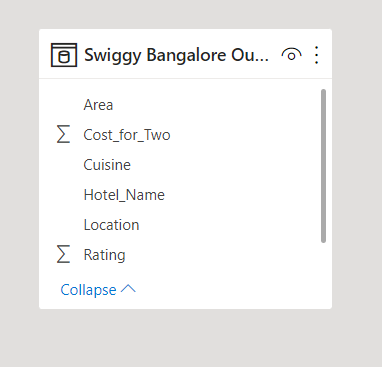 Swiggy Bangalore Ou...
Area
Cost_for_Two
Cuisine
Hotel_Name
Location
Rating
Collapse